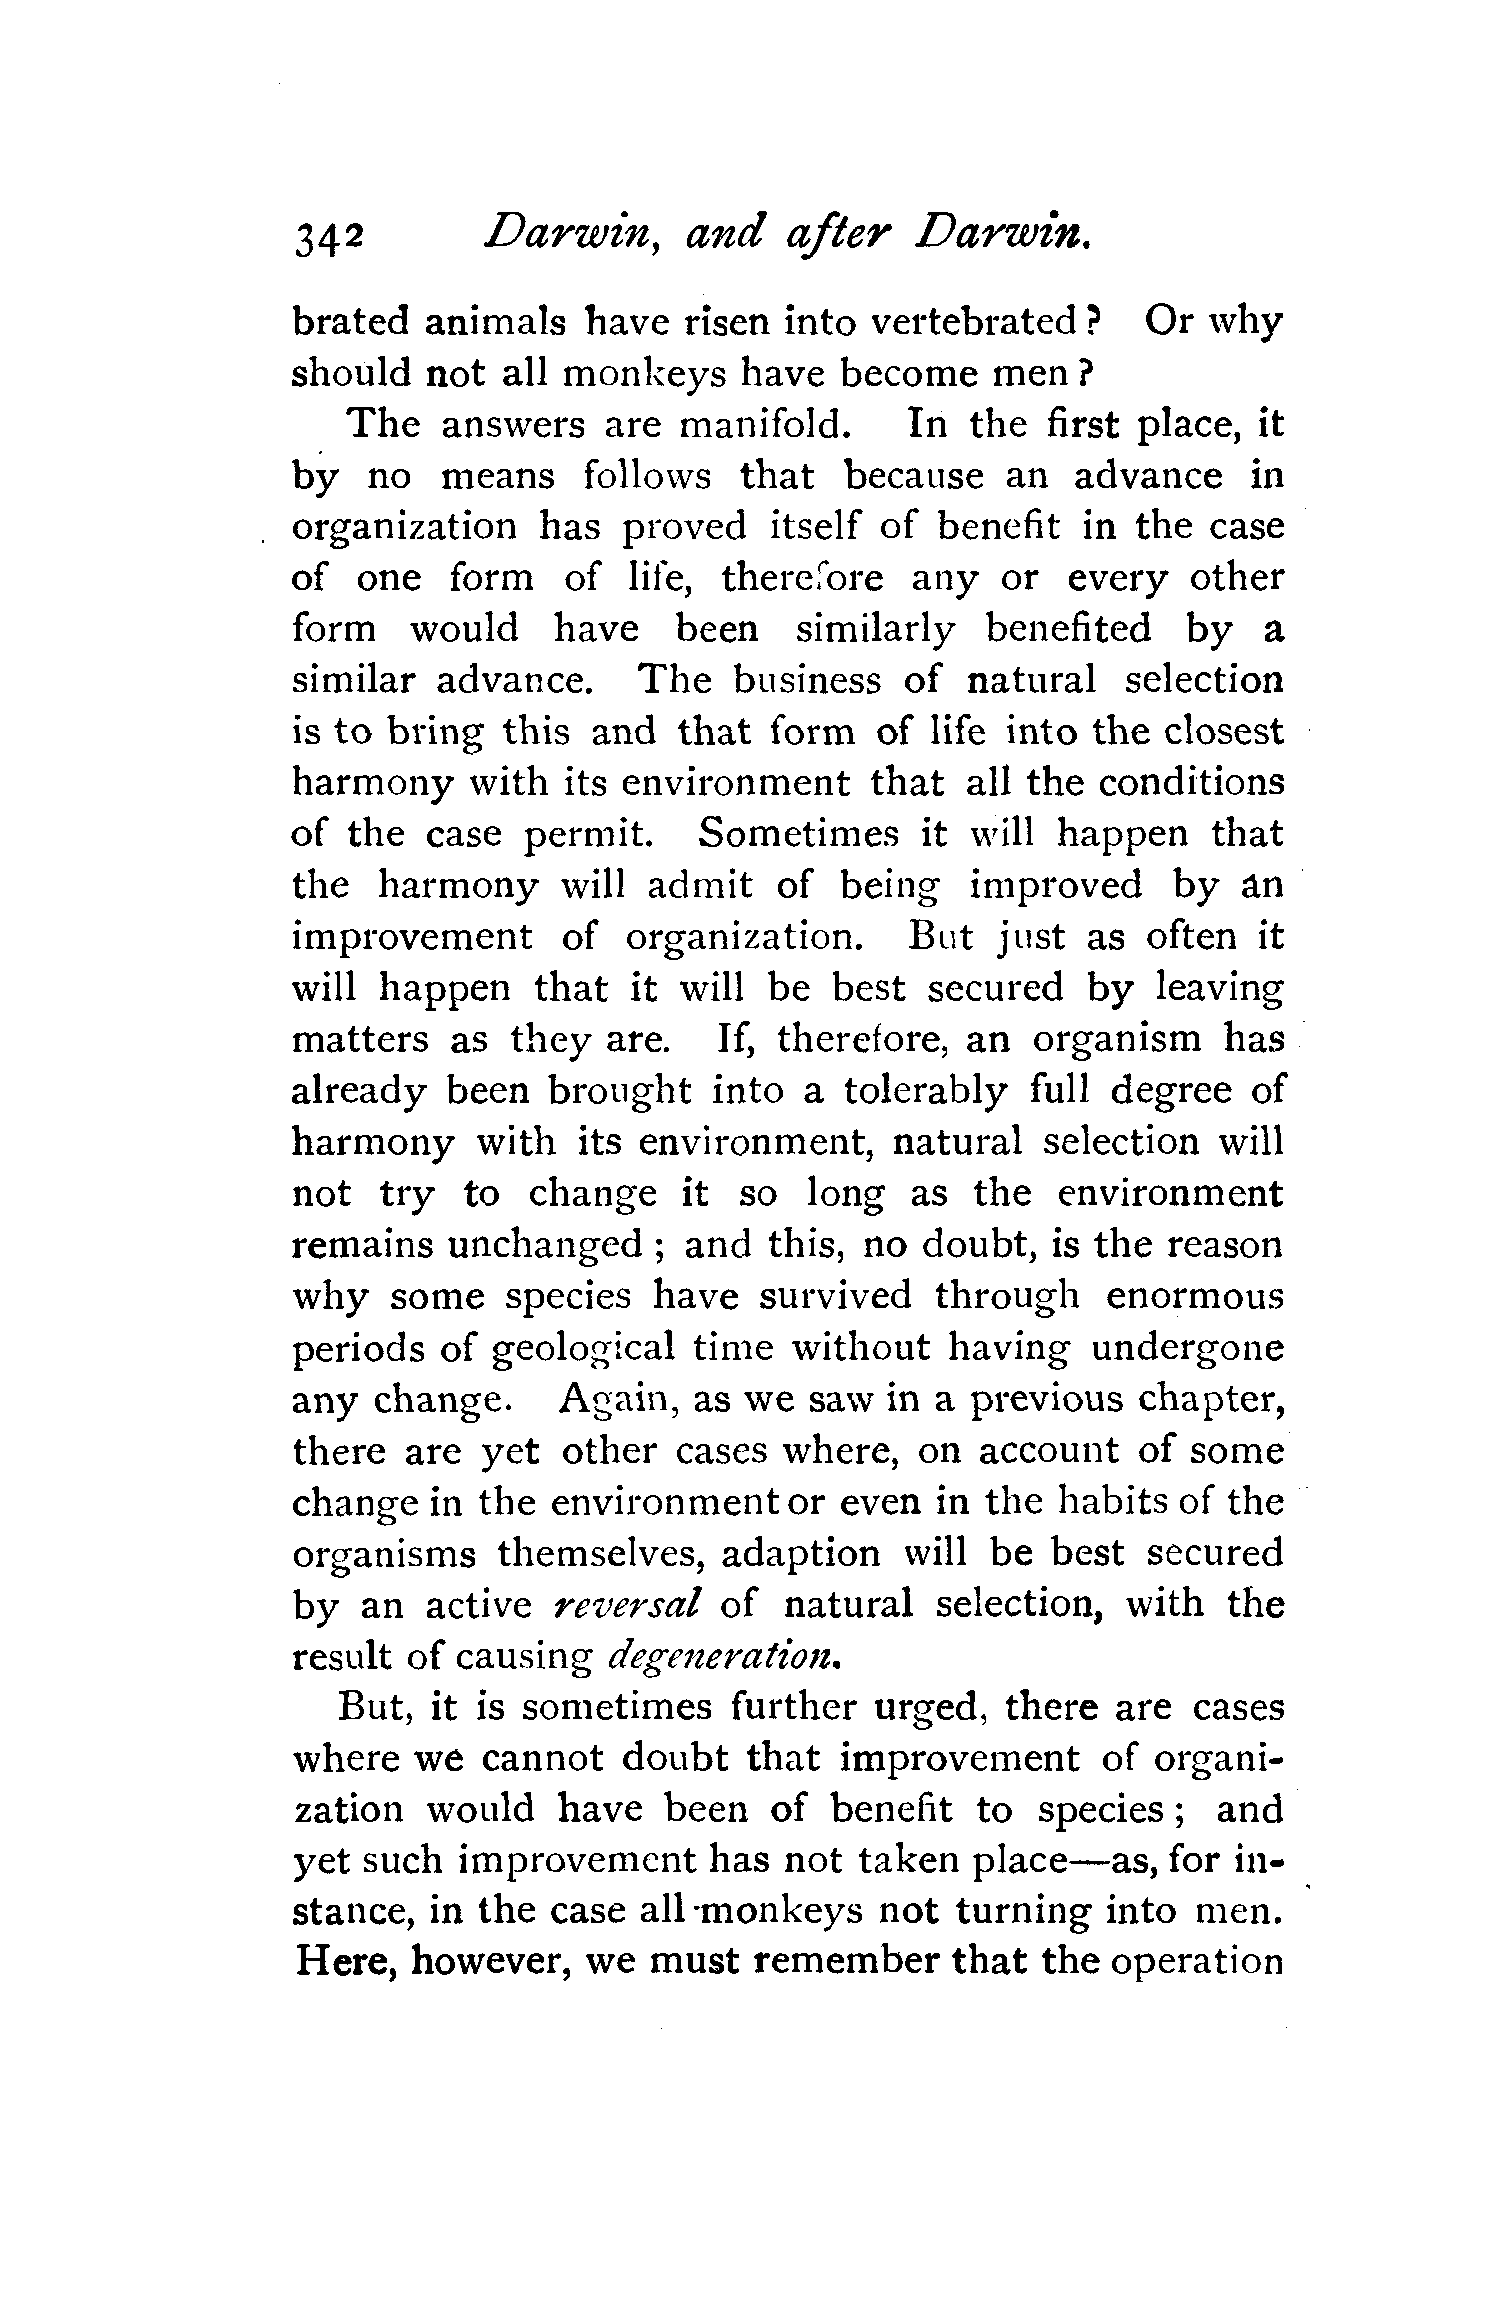 342 Darwin, and after Darwin.
brated animals have risen into vertebrated? Or why
should not all monkeys have become men?
The answers are manifold. In the first place, it
by no means follows that because an advance in
organization has proved itself of benefit in the case
of one form of life, therefore any or every other
form would have been similarly benefited by a
similar advance. The business of natural selection
is to bring this and that form of life into the closest
harmony with its environment that all the conditions
of the case permit. Sometimes it will happen that
the harmony will admit of being improved by an
improvement of organization. But just as often it
will happen that it will be best secured by leaving
matters as they are. If, therefore, an organism has
already been brought into a tolerably full degree of
harmony with its environment, natural selection will
not try to change it so long as the environment
remains unchanged; and this, no doubt, is the reason
why some species have survived through enormous
periods of geological time without having undergone
any change. Again, as we saw in a previous chapter,
there are yet other cases where, on account of some
change in the environment or even in the habits of the
organisms themselves, adaption will be best secured
by an active reversal of natural selection, with the
result of causing degeneration.
But, it is sometimes further urged, there are cases
where we cannot doubt that improvement of organi-
zation would have been of benefit to species; and
yet such improvement has not taken place—as, for in-
stance, in the case all monkeys not turning into men.
Here, however, we must remember that the operation